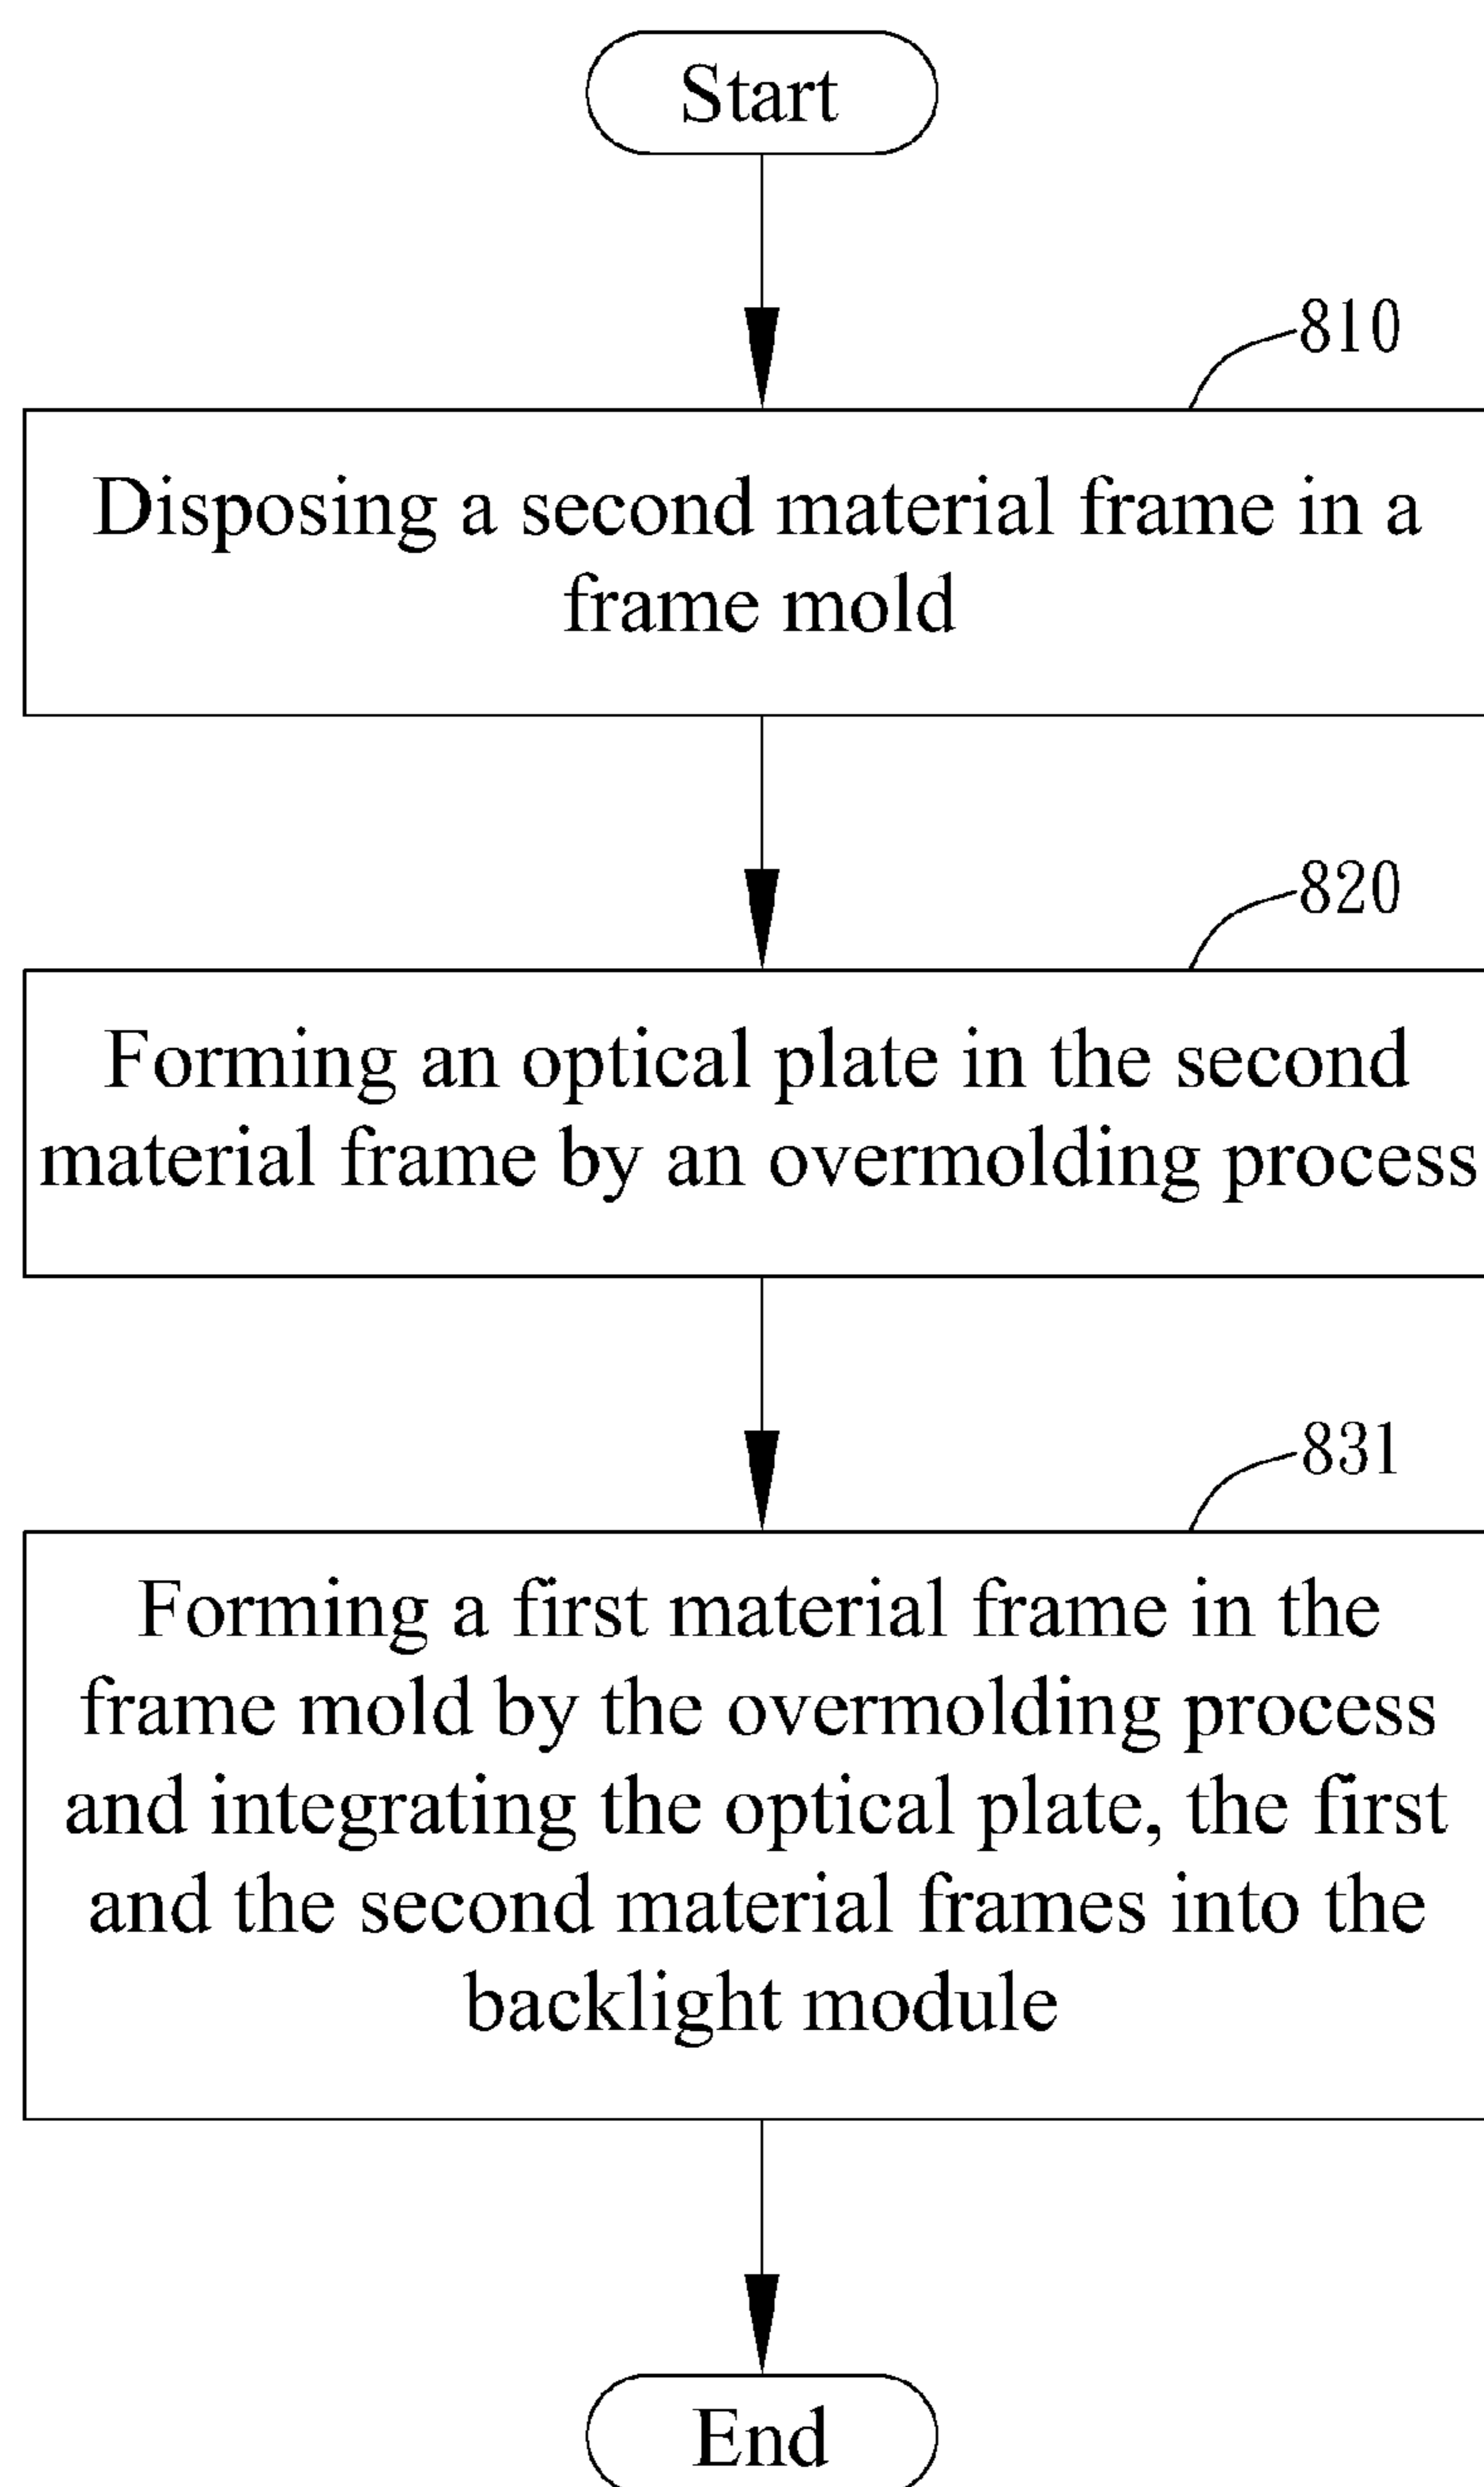 Start
810
Disposing a second material frame in a
frame mold
820
Forming an optical plate in the second
material frame by an overmolding process
831
Forming a first material frame in the
frame mold by the overmolding process
and integrating the optical plate, the first
and the second material frames into the
backlight module
End